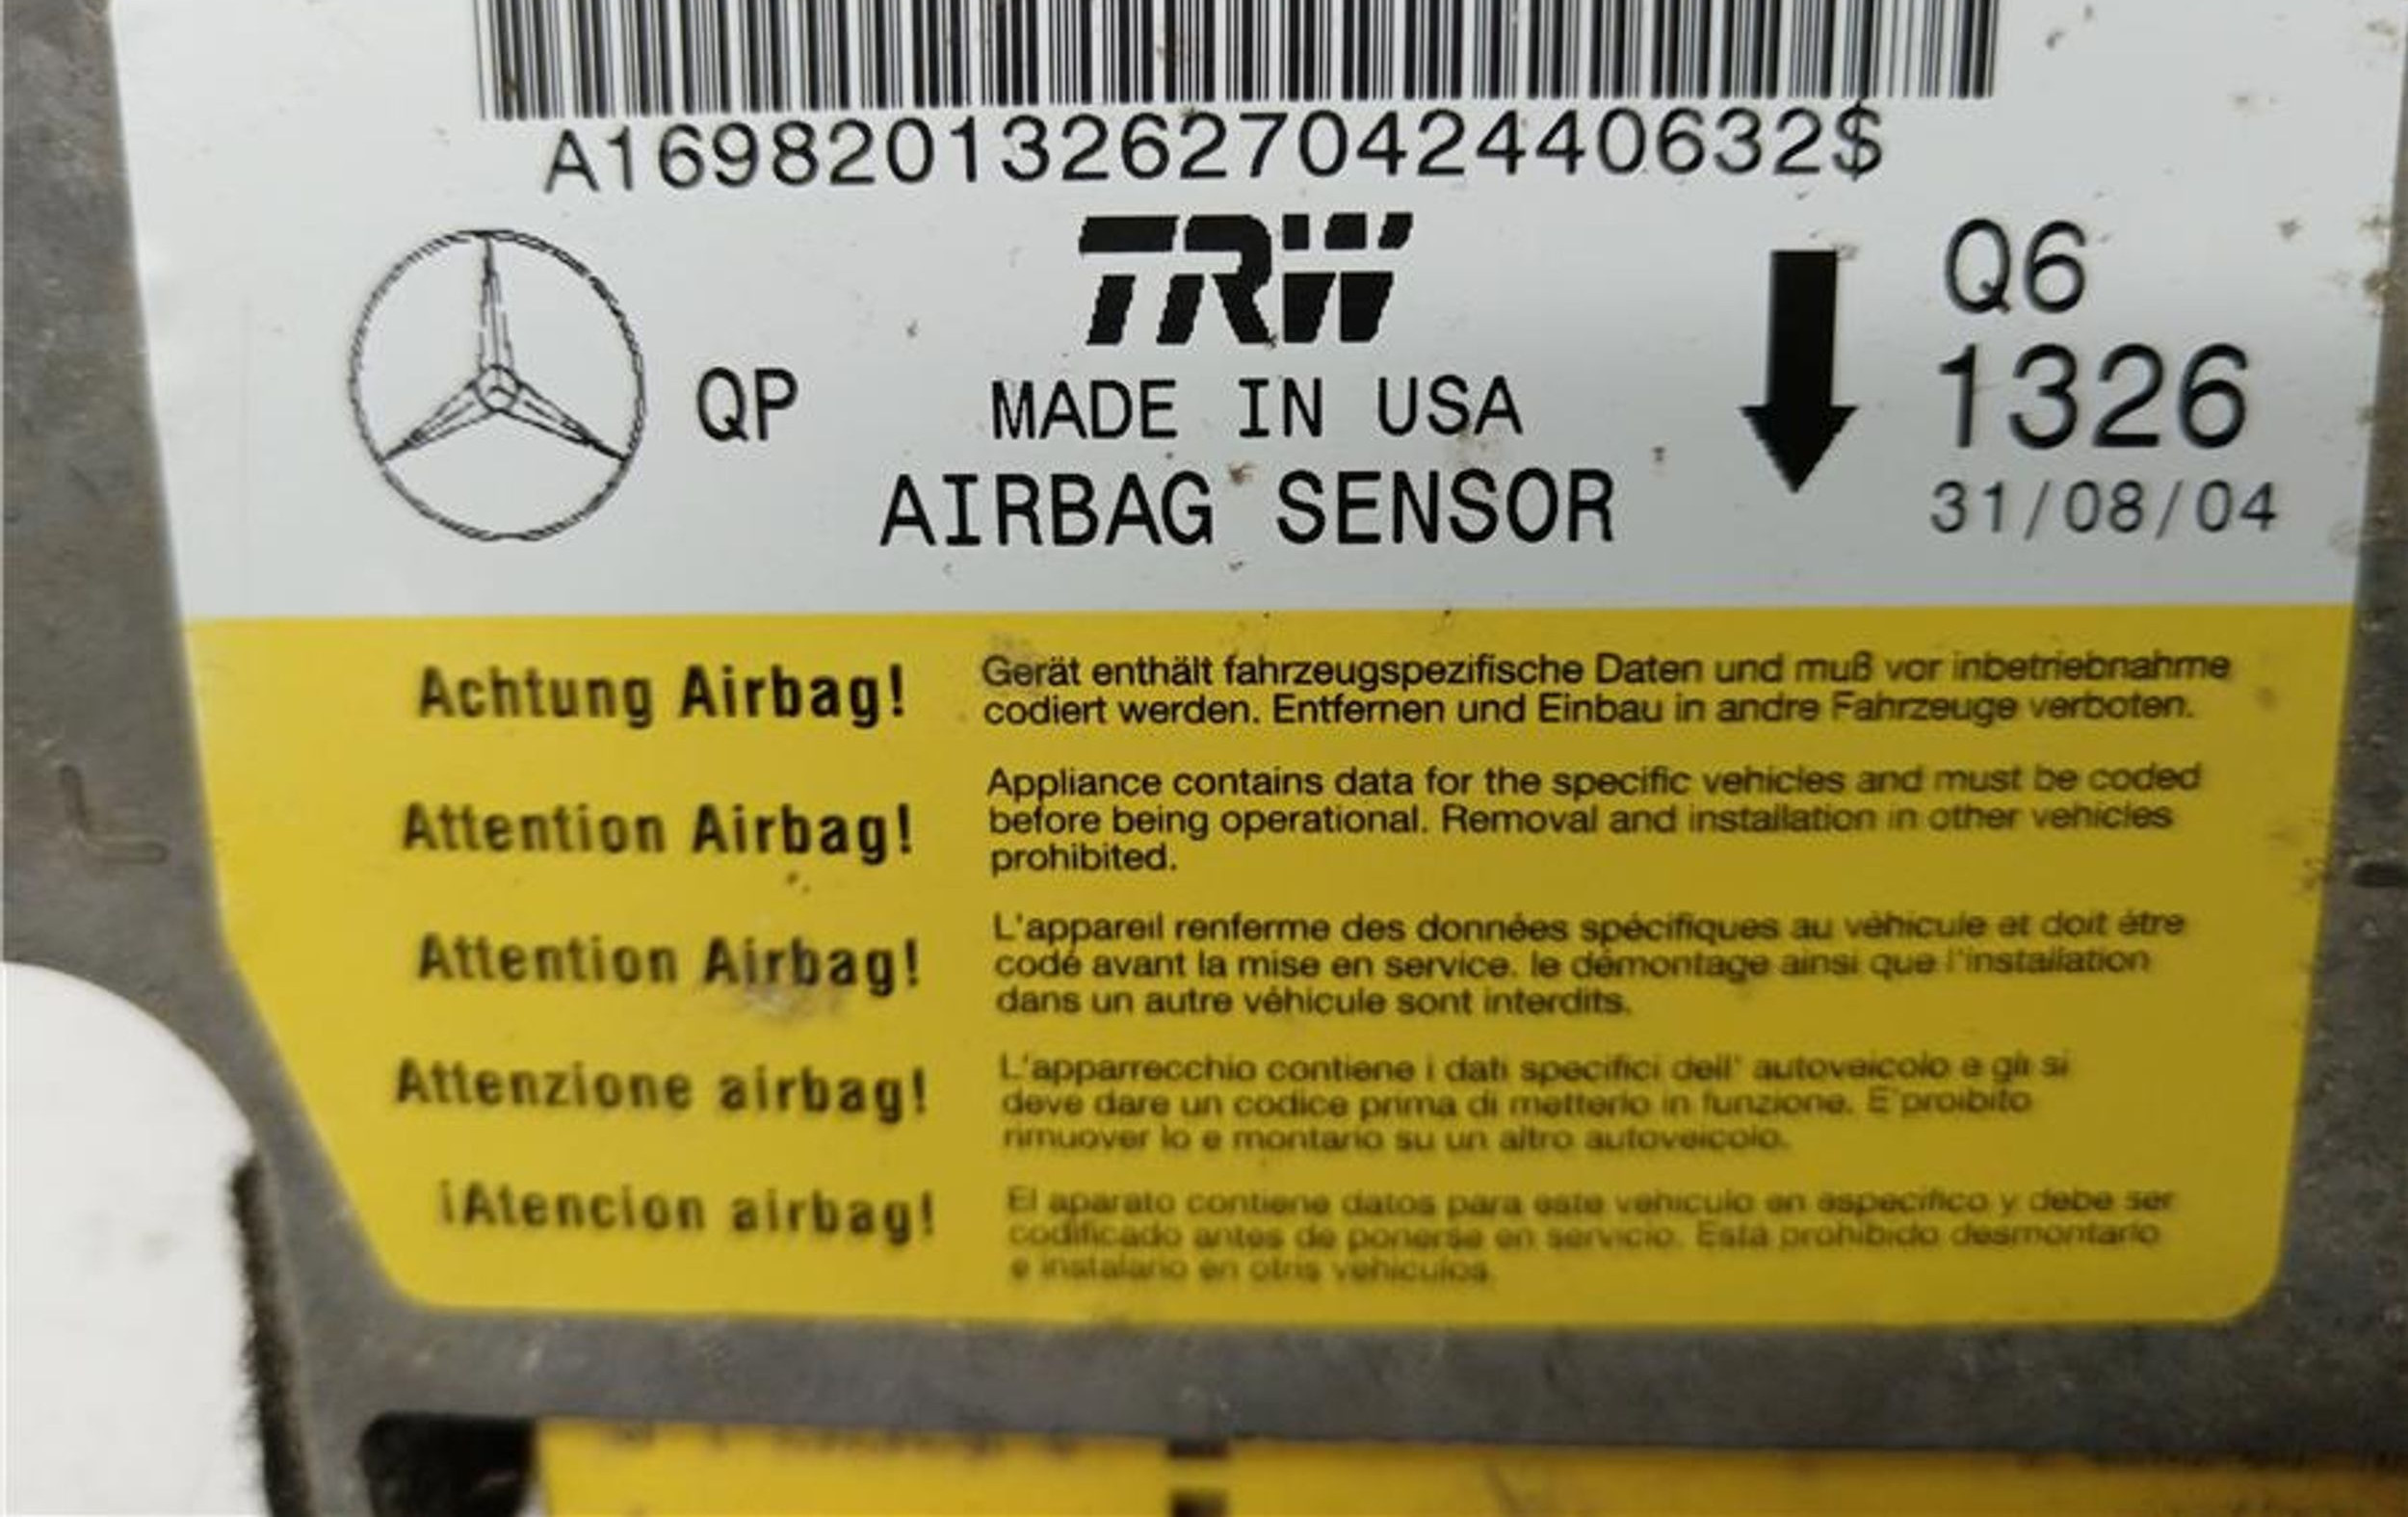 A169820132627042440632$
TRW
QP
MADE IN USA
AIRBAG SENSOR
Q6
1326
31/08/04
Achtung Airbag!
Gerät enthält fahrzeugspezifische Daten und muß vor inbetriebnahme
codiert werden. Entfernen und Einbau in andre Fahrzeuge verboten.
Attention Airbag!
Appliance contains data for the specific vehicles and must be coded
before being operational. Removal and installation in other vehicles
prohibited.
Attention Airbag!
L'appareil renferme des données spécifiques au véhicule et doit être
codé avant la mise en service. le démontage ainsi que l'installation
dans un autre véhicule sont interdits.
Attenzione airbag!
L'apparrecchio contiene i dati specifici dell' autoveicolo e gli si
deve dare un codice prima di metterlo in funzione. E'proibito
rimuover lo e montarlo su un altro autoveicolo.
¡Atencion airbag!
El aparato contiene datos para este vehiculo en especifico y debe ser
codificado antes de ponerse en servicio. Está prohibido desmontarlo
e instalarlo en otris vehiculos.